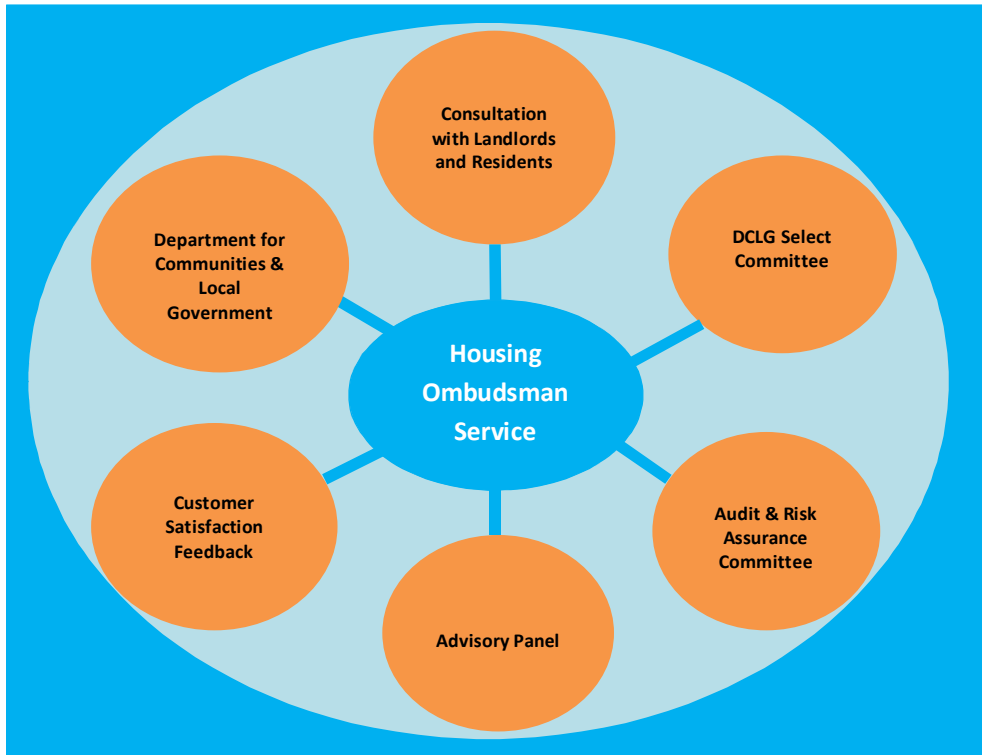 Consultation
with Landlords
and Residents
Department for
Communities &
Local
Government
DCLG Select
Committee
Housing
Ombudsman
Service
Customer
Satisfaction
Feedback
Audit & Risk
Assurance
Committee
Advisory Panel